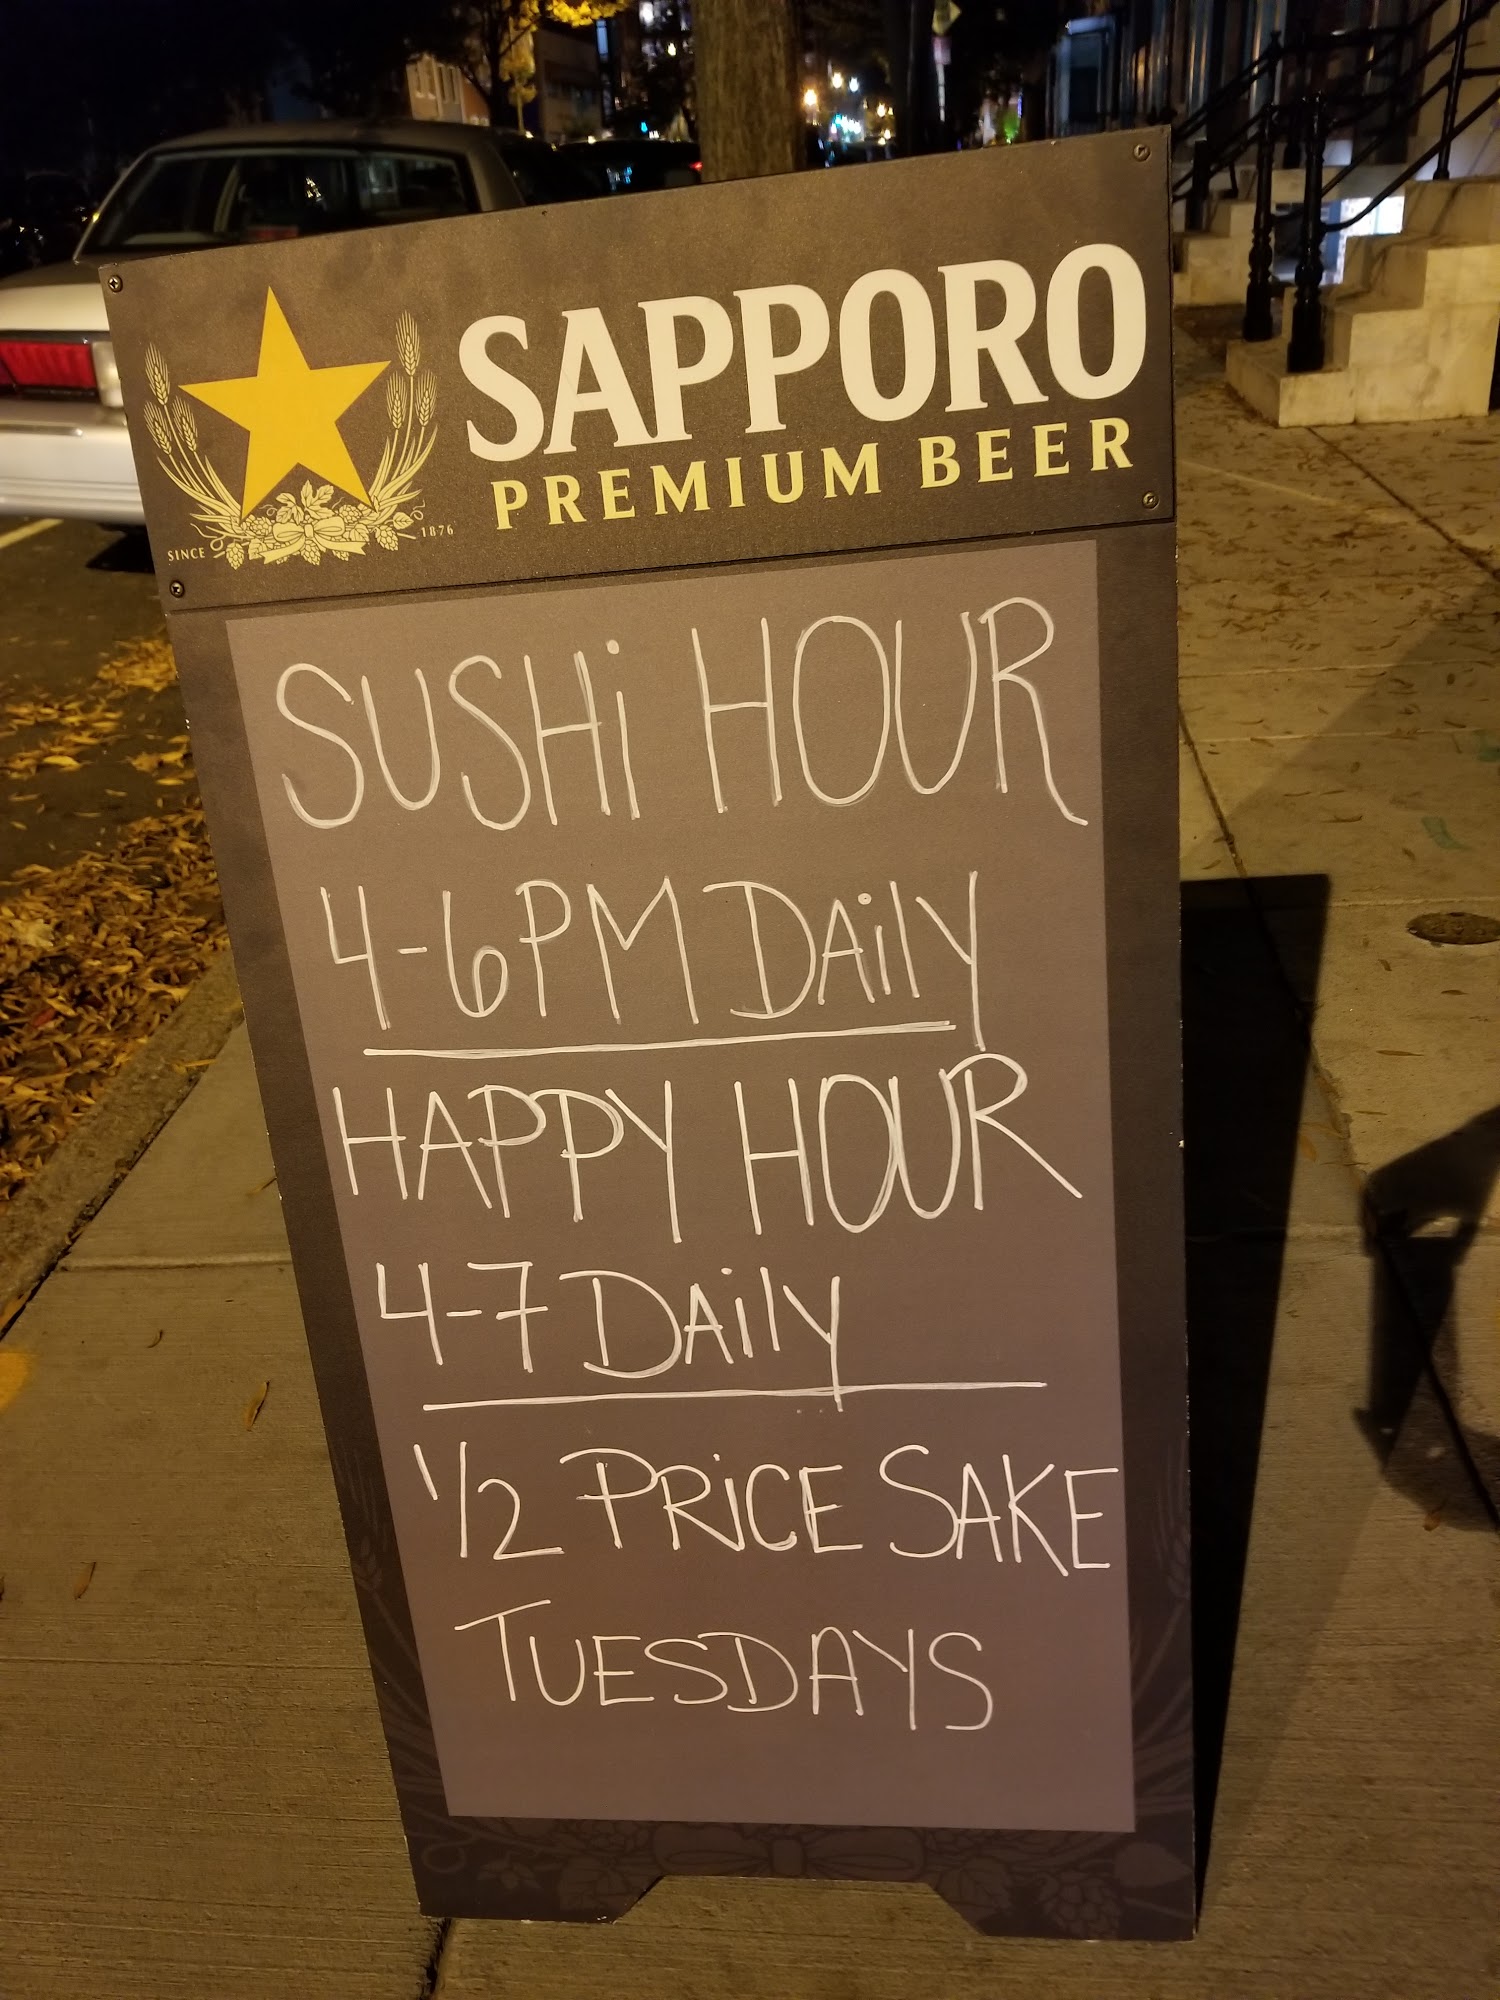 SAPPORO
PREMIUM BEER
SINCE 1876
SUSHi HOUR
4-6PM DAilY
HAPPY HOUR
4-7 DAilY
1/2 PRiCE SAKE
TUESDAYS